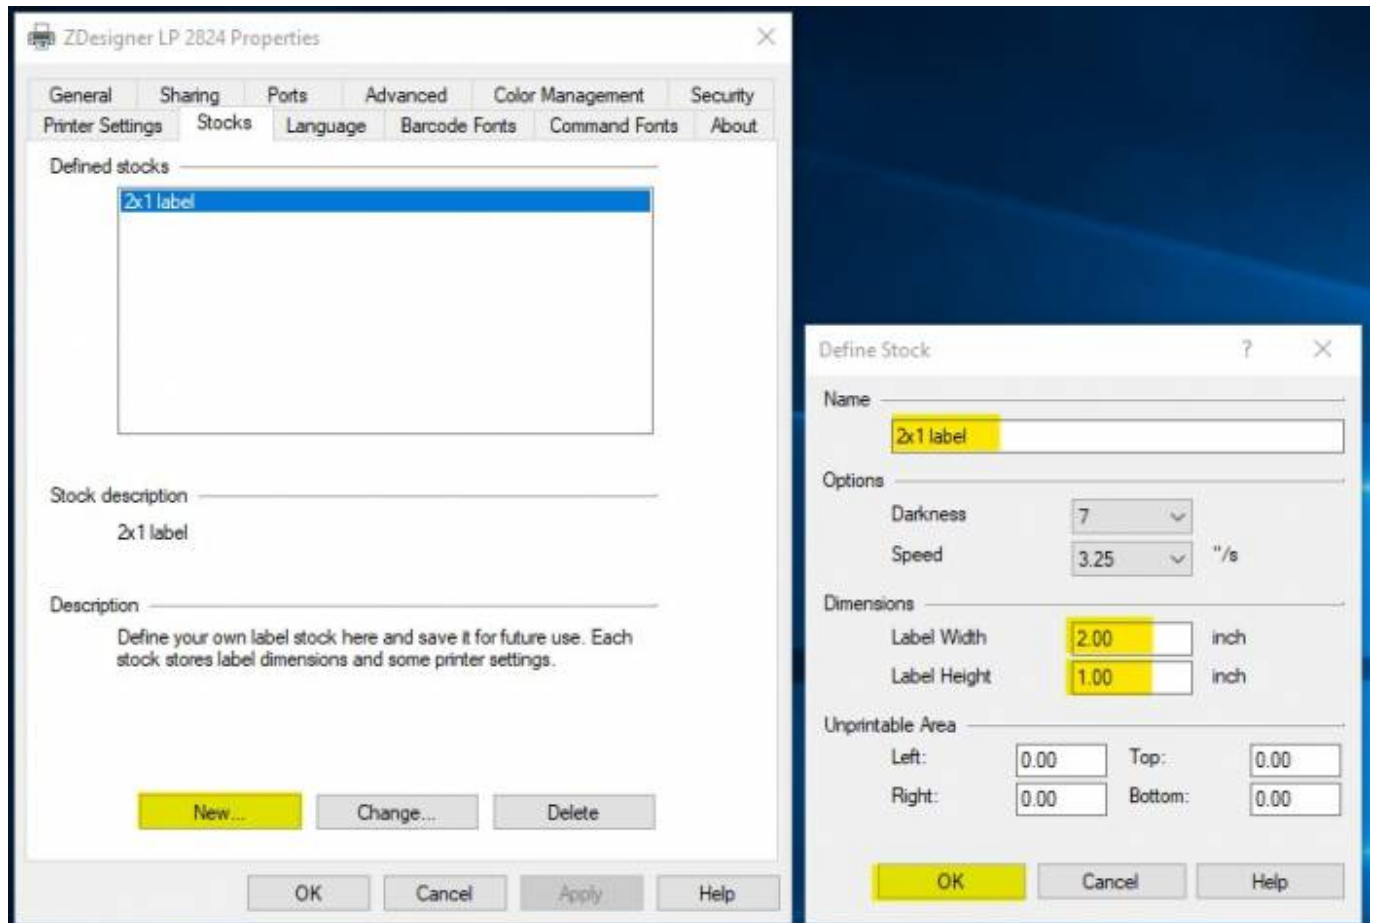 ZDesigner LP 2824 Properties
General Sharing Ports Advanced Color Management Security
Printer Settings Stocks Language Barcode Fonts Command Fonts About
Defined stocks
2x1 label
Stock description
2x1 label
Description
Define your own label stock here and save it for future use. Each
stock stores label dimensions and some printer settings.
New... Change... Delete
OK Cancel Apply Help
Define Stock ?
Name
2x1 label
Options
Darkness 7
Speed 3.25 "/s
Dimensions
Label Width 2.00 inch
Label Height 1.00 inch
Unprintable Area
Left: 0.00 Top: 0.00
Right: 0.00 Bottom: 0.00
OK Cancel Help